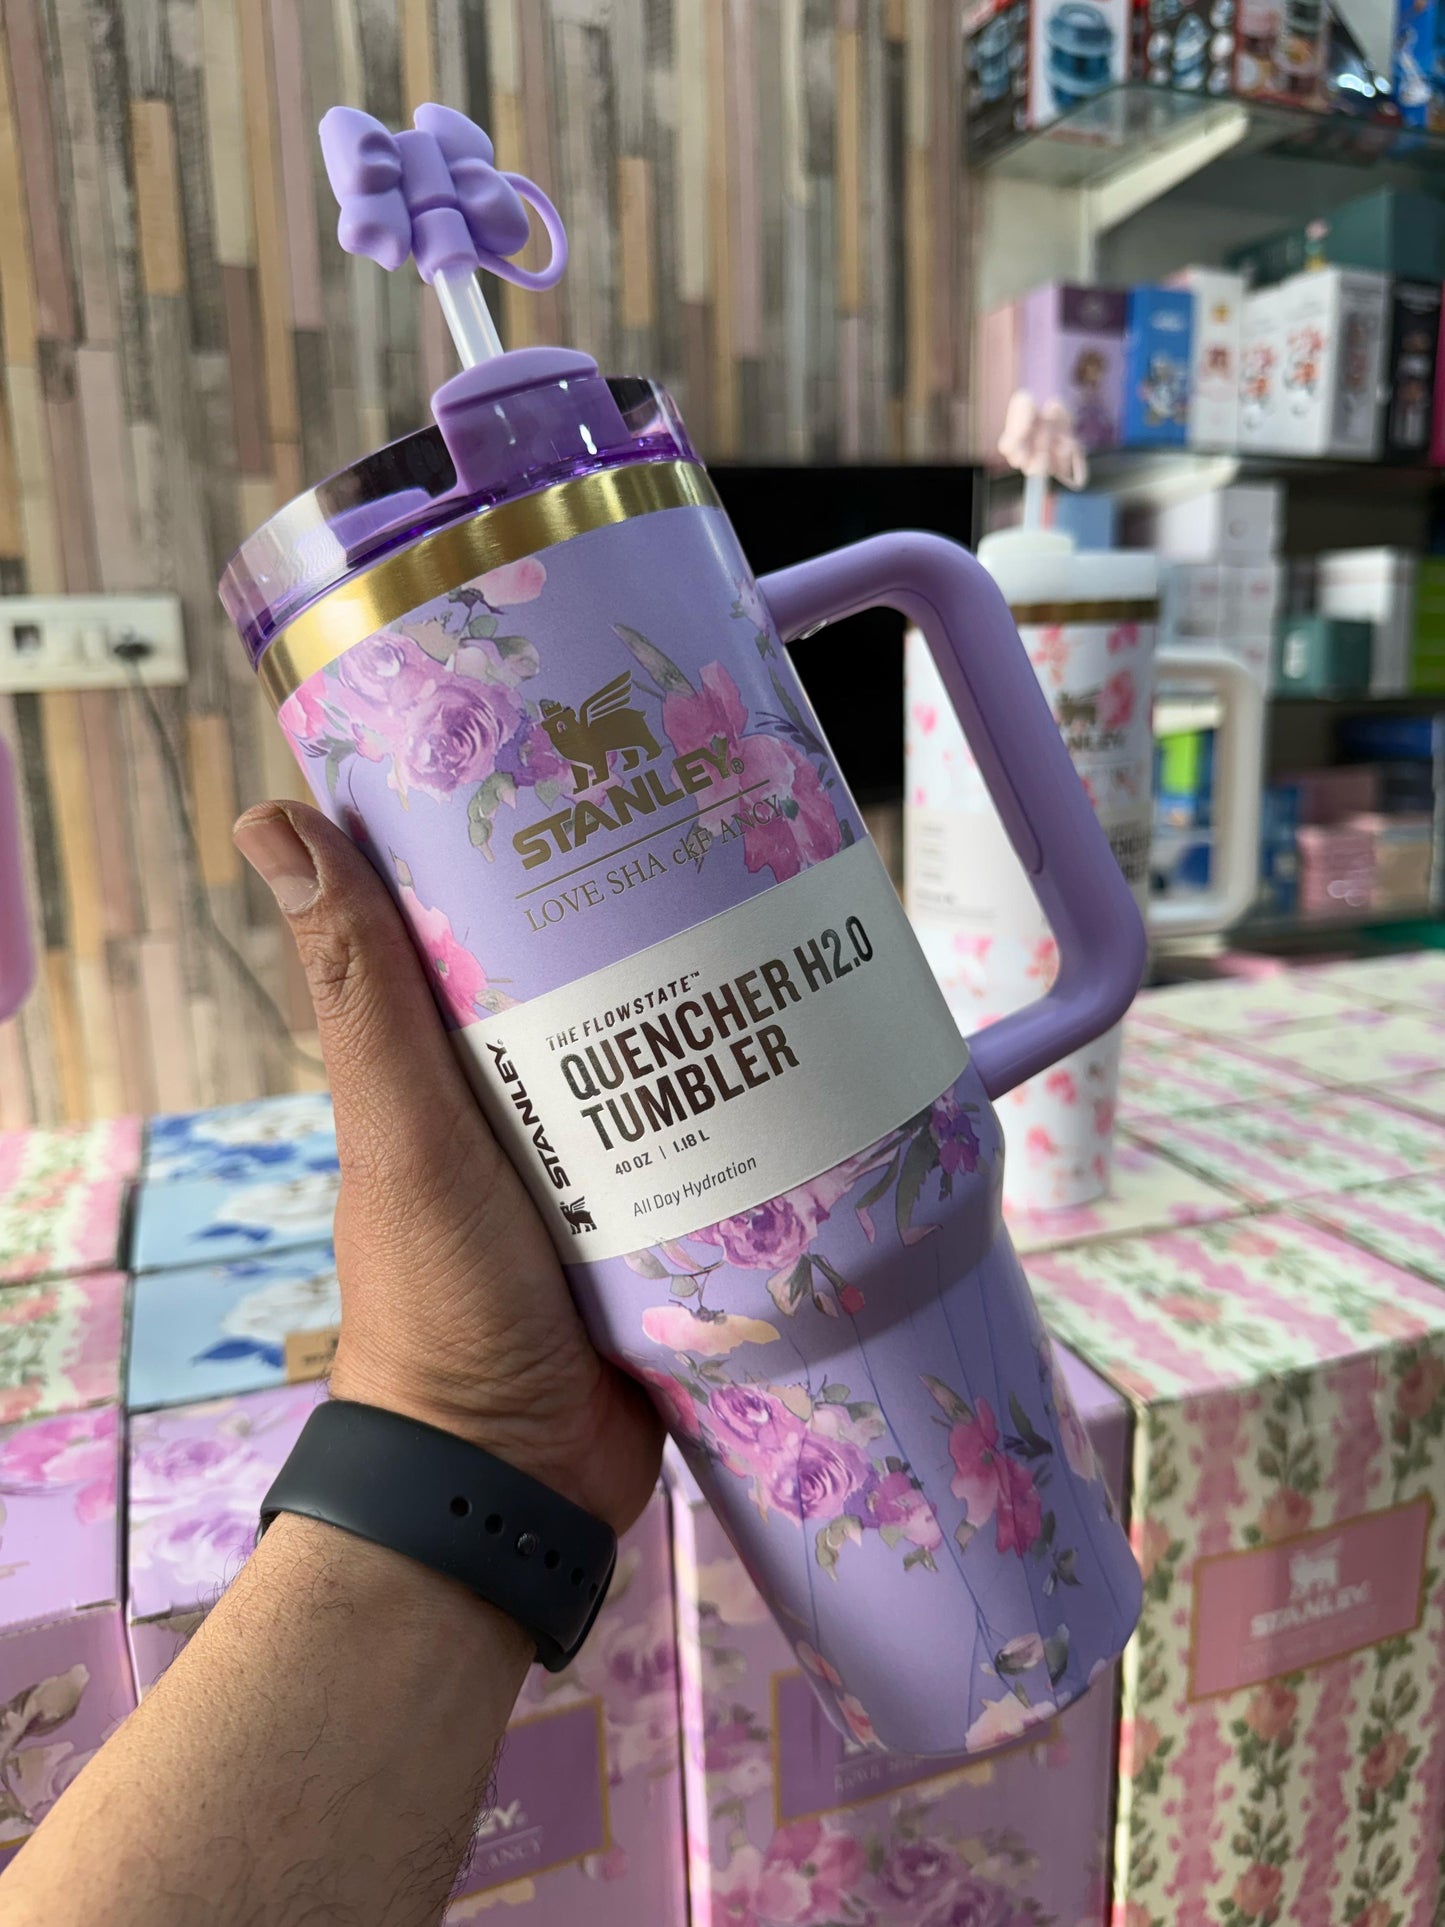 STANLEY®
LOVE SHA ckF ANCY
THE FLOWSTATE™
QUENCHER H2.0
TUMBLER
40 OZ | 1.18 L
All Day Hydration
STANLEY®
STANLEY
STANLEY